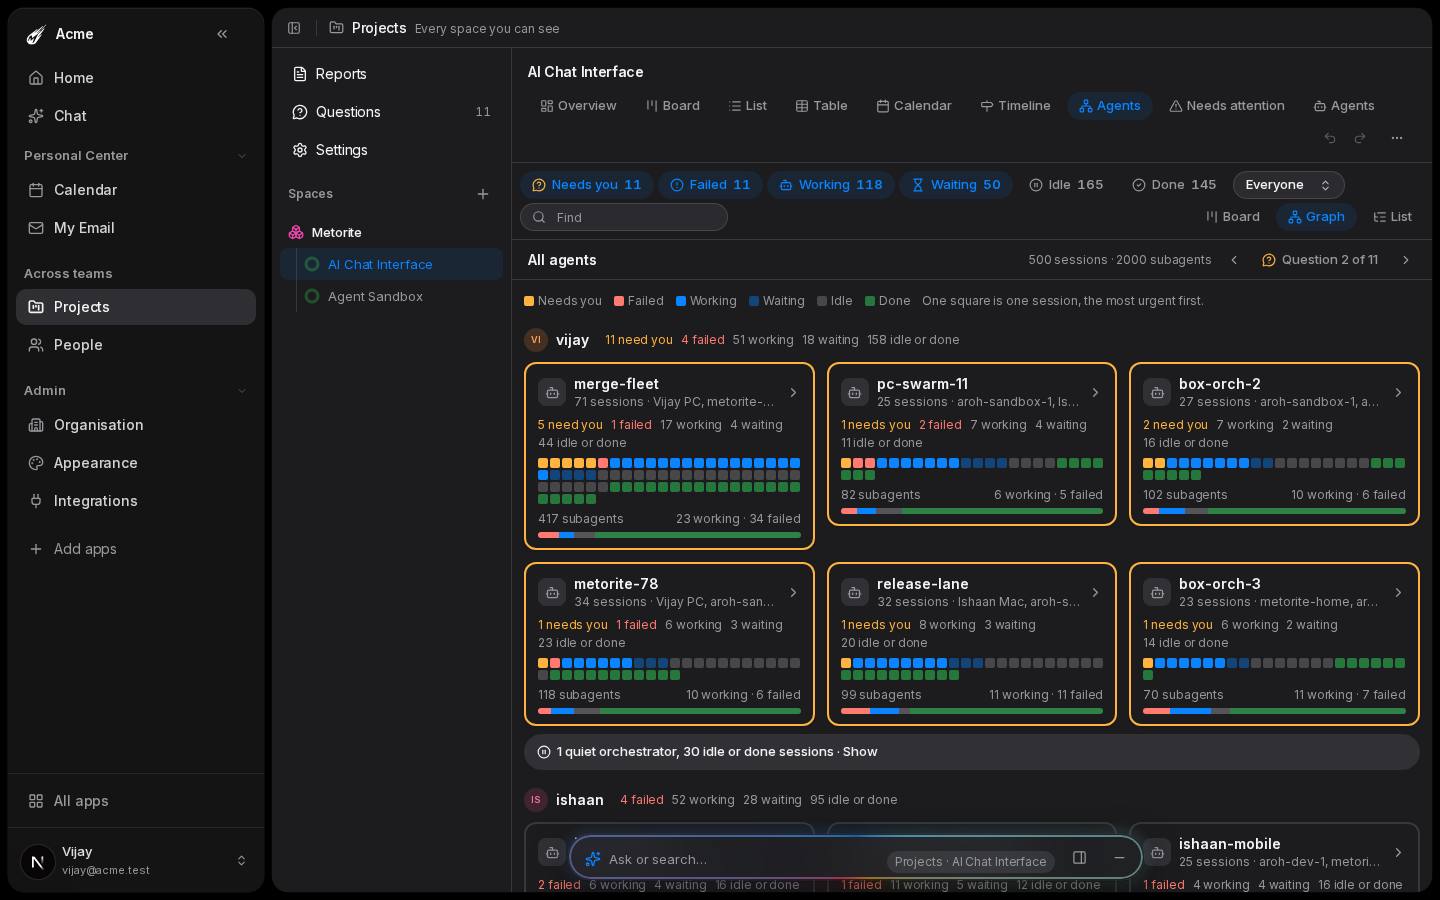 Acme
Home
Chat
Personal Center
Calendar
My Email
Across teams
Projects
People
Admin
Organisation
Appearance
Integrations
Add apps
All apps
N
Vijay
vijay@acme.test
Projects Every space you can see
Reports
Questions 11
Settings
Spaces
Metorite
AI Chat Interface
Agent Sandbox
AI Chat Interface
Overview Board List Table Calendar Timeline Agents Needs attention Agents
Needs you 11 Failed 11 Working 118 Waiting 50 Idle 165 Done 145 Everyone
Find Board Graph List
All agents 500 sessions · 2000 subagents Question 2 of 11
Needs you Failed Working Waiting Idle Done One square is one session, the most urgent first.
VI vijay 11 need you 4 failed 51 working 18 waiting 158 idle or done
merge-fleet
71 sessions · Vijay PC, metorite-…
5 need you 1 failed 17 working 4 waiting
44 idle or done
417 subagents 23 working · 34 failed
pc-swarm-11
25 sessions · aroh-sandbox-1, Is…
1 needs you 2 failed 7 working 4 waiting
11 idle or done
82 subagents 6 working · 5 failed
box-orch-2
27 sessions · aroh-sandbox-1, a…
2 need you 7 working 2 waiting
16 idle or done
102 subagents 10 working · 6 failed
metorite-78
34 sessions · Vijay PC, aroh-san…
1 needs you 1 failed 6 working 3 waiting
23 idle or done
118 subagents 10 working · 6 failed
release-lane
32 sessions · Ishaan Mac, aroh-s…
1 needs you 8 working 3 waiting
20 idle or done
99 subagents 11 working · 11 failed
box-orch-3
23 sessions · metorite-home, ar…
1 needs you 6 working 2 waiting
14 idle or done
70 subagents 11 working · 7 failed
1 quiet orchestrator, 30 idle or done sessions · Show
IS ishaan 4 failed 52 working 28 waiting 95 idle or done
2 failed 6 working 4 waiting 16 idle or done
1 failed 11 working 5 waiting 12 idle or done
ishaan-mobile
25 sessions · aroh-dev-1, metori…
1 failed 4 working 4 waiting 16 idle or done
Ask or search… Projects · AI Chat Interface